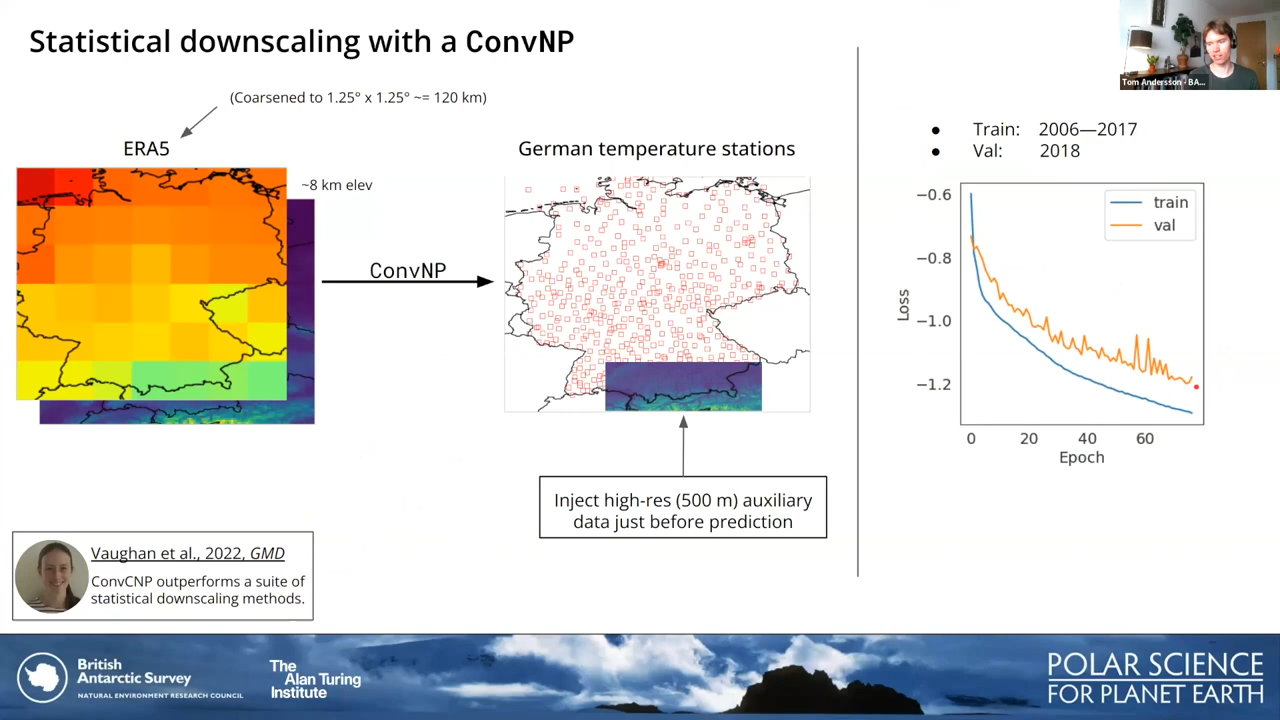 Statistical downscaling with a ConvNP
Tom Andersson - BA...
(Coarsened to 1.25° x 1.25° ~= 120 km)
ERA5
~8 km elev
ConvNP
German temperature stations
Inject high-res (500 m) auxiliary
data just before prediction
● Train: 2006—2017
● Val: 2018
−0.6
−0.8
−1.0
−1.2
Loss
train
val
0 20 40 60
Epoch
Vaughan et al., 2022, GMD
ConvCNP outperforms a suite of
statistical downscaling methods.
British
Antarctic Survey
NATURAL ENVIRONMENT RESEARCH COUNCIL
The
Alan Turing
Institute
POLAR SCIENCE
FOR PLANET EARTH